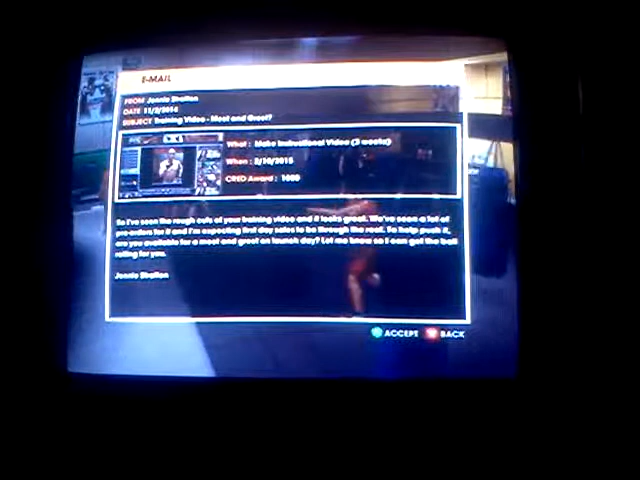 E-MAIL
FROM Jennie Shelton
DATE 11/2/2014
SUBJECT Training Video - Meet and Greet?
What : Make Instructional Video (3 weeks)
When : 2/10/2015
CRED Award : 1000
So I've seen the rough cuts of your training video and it looks great. We've seen a lot of
pre-orders for it and I'm expecting first day sales to be through the roof. To help push it,
are you available for a meet and greet on launch day? Let me know so I can get the ball
rolling for you.
Jennie Shelton
ACCEPT BACK